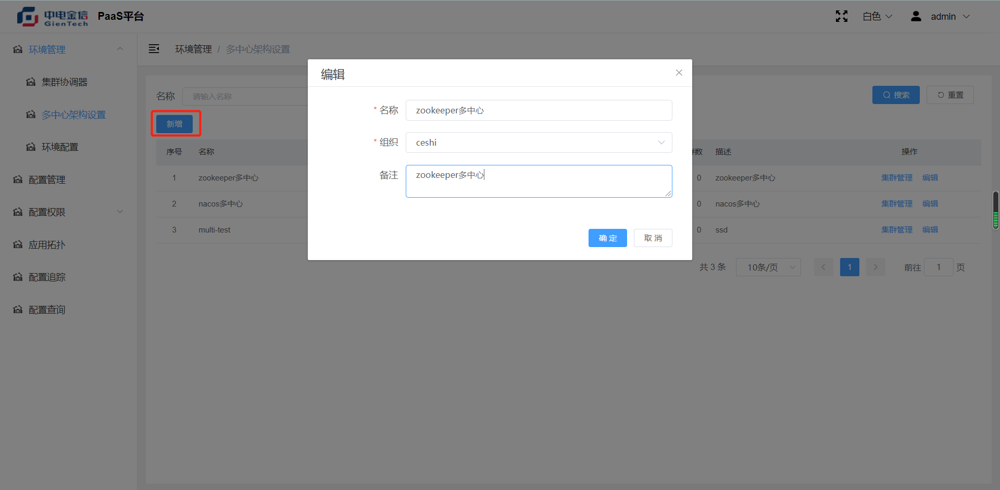 中电金信
GienTech
PaaS平台
白色
admin
环境管理
集群协调器
多中心架构设置
环境配置
配置管理
配置权限
应用拓扑
配置追踪
配置查询
环境管理 / 多中心架构设置
名称 请输入名称
搜索 重置
新增
序号 名称 群数 描述 操作
1 zookeeper多中心 0 zookeeper多中心 集群管理 编辑
2 nacos多中心 0 nacos多中心 集群管理 编辑
3 multi-test 0 ssd 集群管理 编辑
共 3 条 10条/页 1 前往 1 页
编辑
* 名称 zookeeper多中心
* 组织 ceshi
备注 zookeeper多中心
确 定 取 消